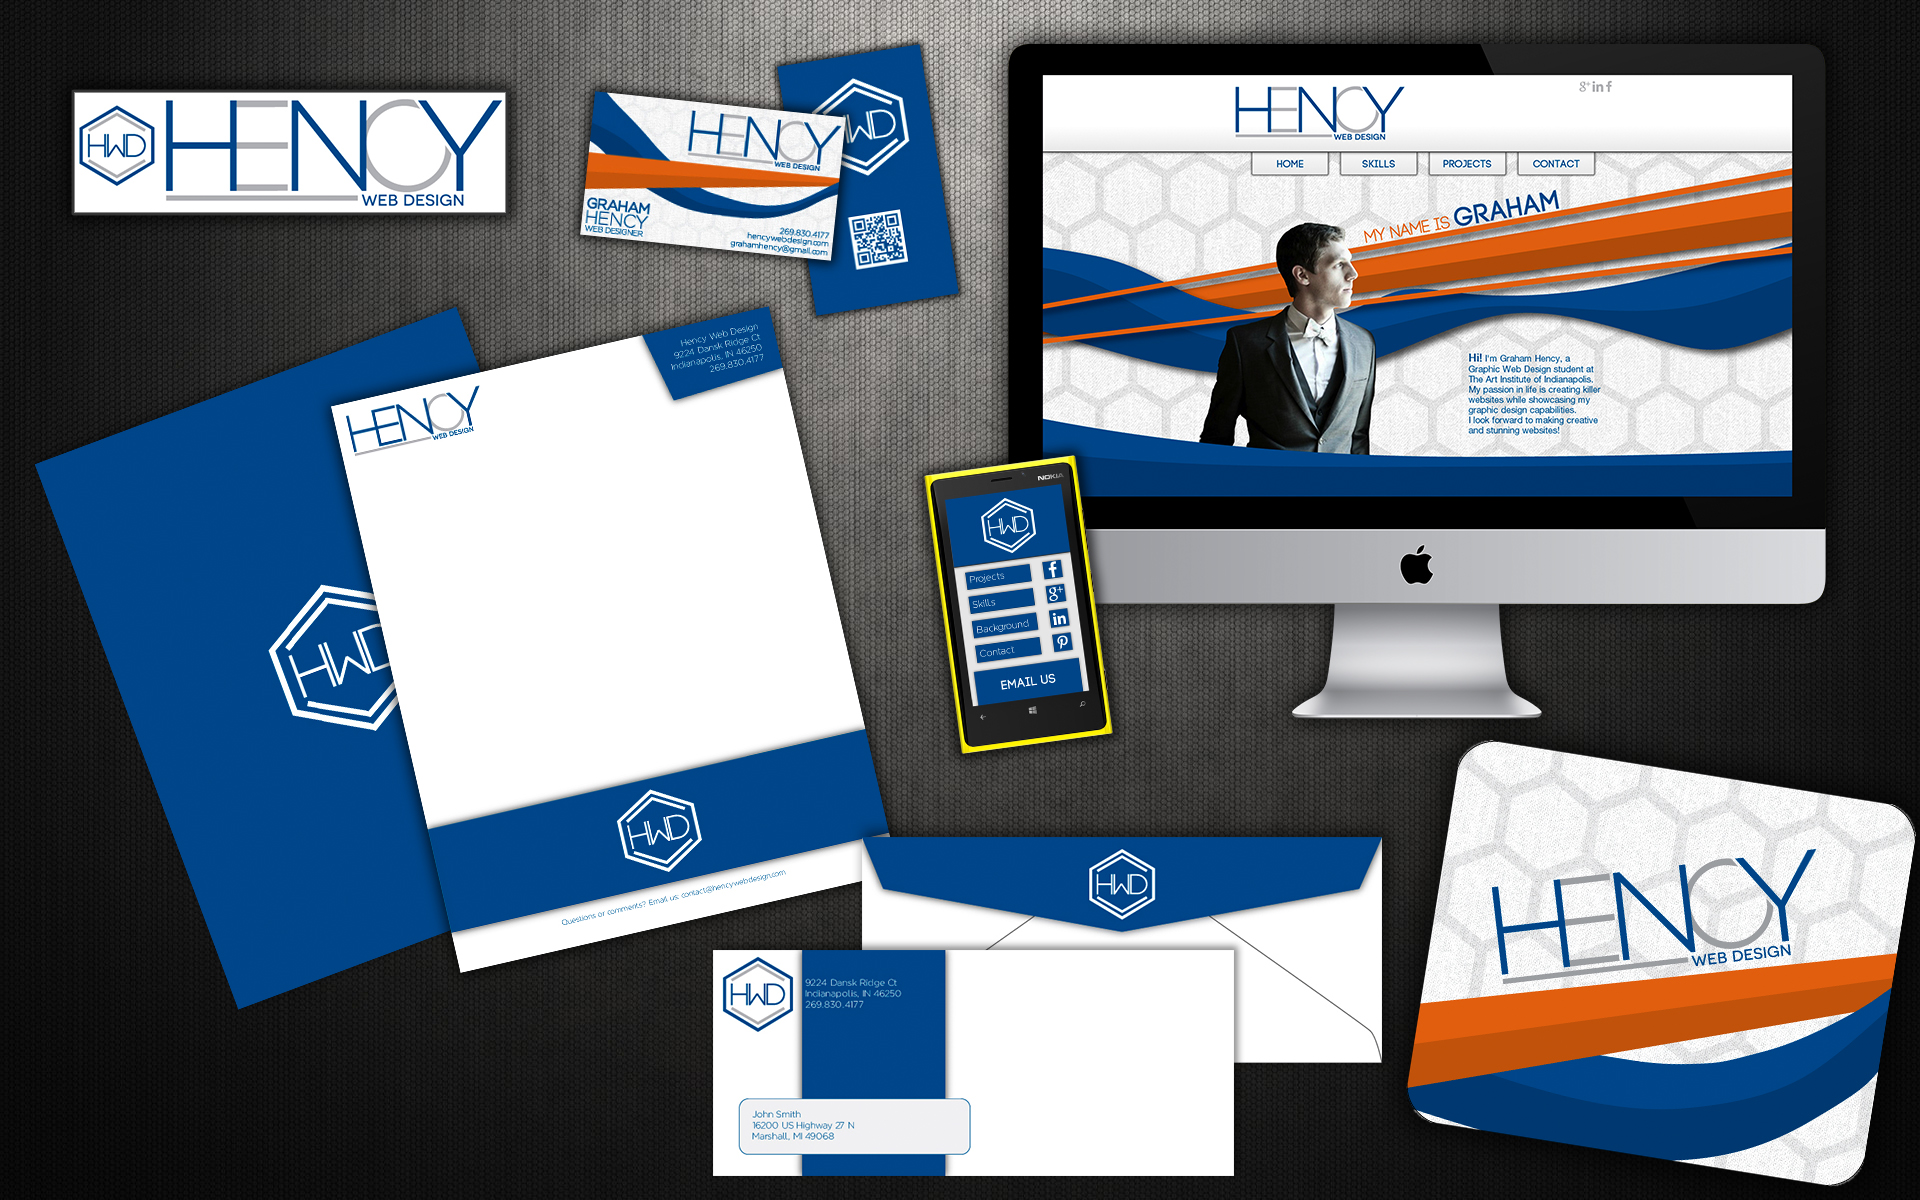 HWD
HENCY
WEB DESIGN
HENCY
WEB DESIGN
GRAHAM
HENCY
WEB DESIGNER
269.830.4177
hencywebdesign.com
grahamhency@gmail.com
HWD
HENCY
WEB DESIGN
g+ in f
HOME SKILLS PROJECTS CONTACT
MY NAME IS GRAHAM
Hi! I'm Graham Hency, a
Graphic Web Design student at
The Art Institute of Indianapolis.
My passion in life is creating killer
websites while showcasing my
graphic design capabilities.
I look forward to making creative
and stunning websites!
HWD
HENCY
WEB DESIGN
Hency Web Design
9224 Dansk Ridge Ct
Indianapolis, IN 46250
269.830.4177
HWD
Questions or comments? Email us: contact@hencywebdesign.com
NOKIA
HWD
Projects f
Skills g+
Background in
Contact P
EMAIL US
HWD
HWD
9224 Dansk Ridge Ct
Indianapolis, IN 46250
269.830.4177
John Smith
16200 US Highway 27 N
Marshall, MI 49068
HENCY
WEB DESIGN